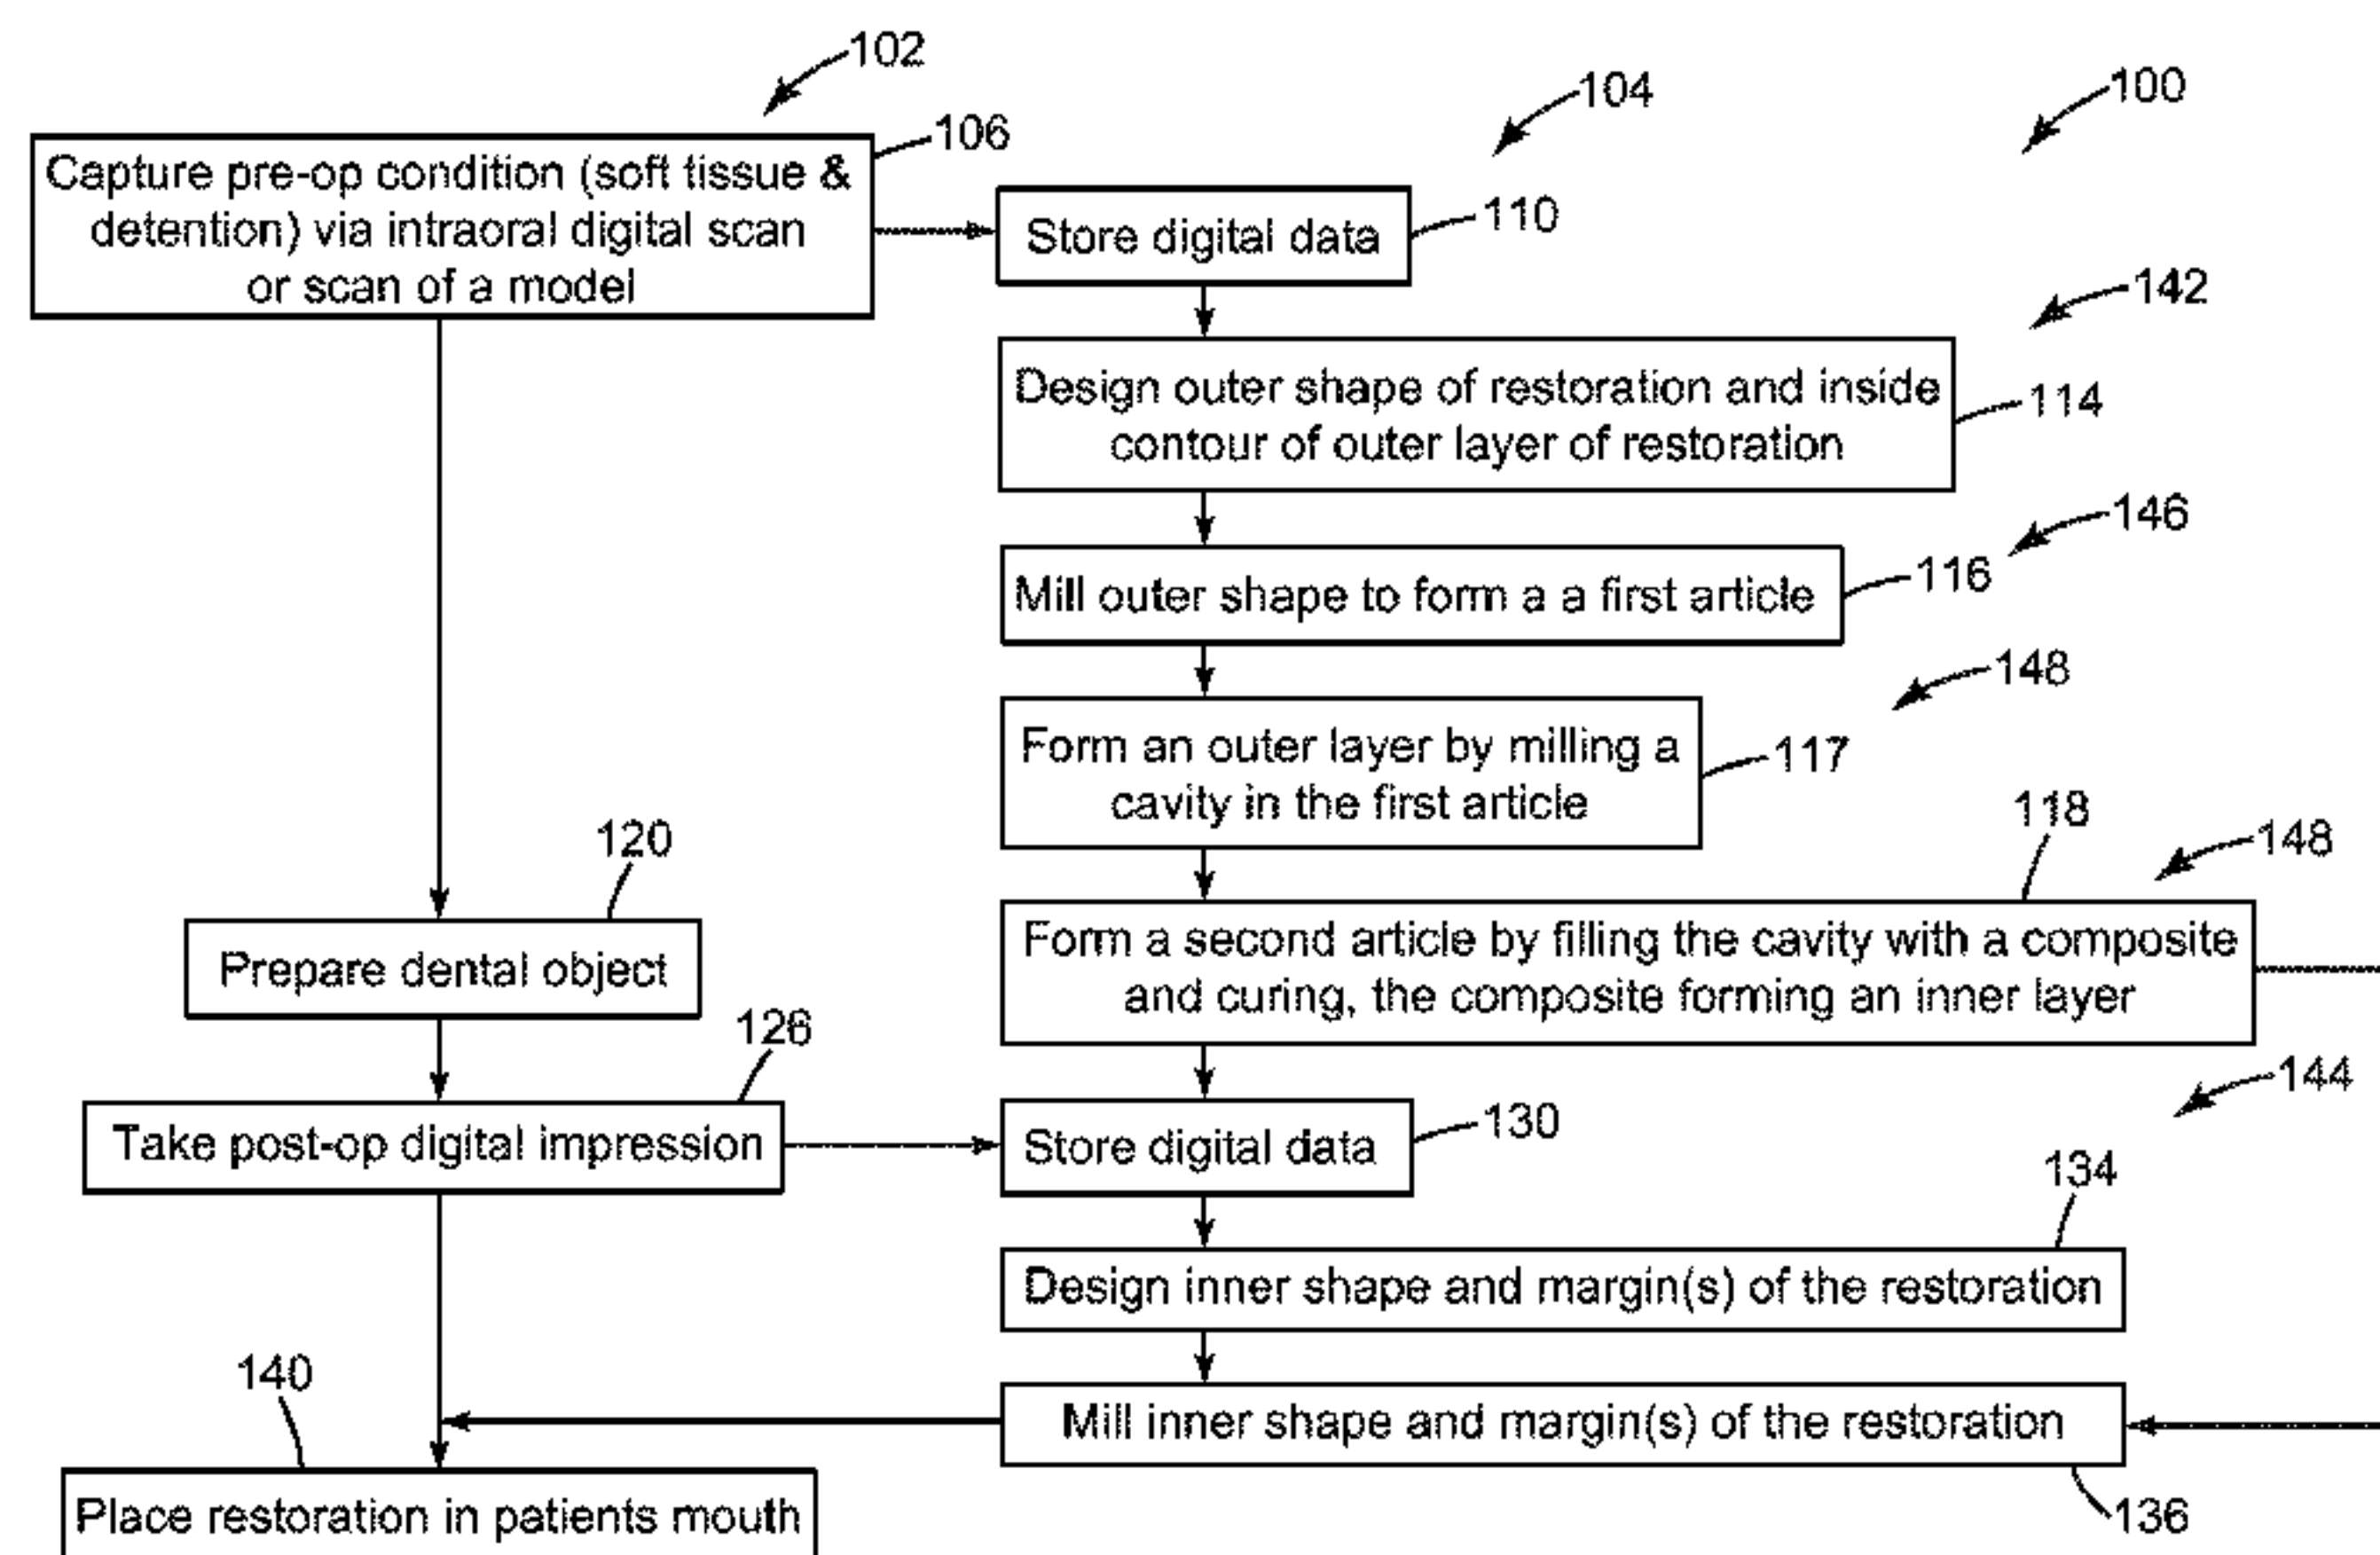 102
104
100
106
Capture pre-op condition (soft tissue &
detention) via intraoral digital scan
or scan of a model
Store digital data
110
142
Design outer shape of restoration and inside
contour of outer layer of restoration
114
146
Mill outer shape to form a a first article
116
148
Form an outer layer by milling a
cavity in the first article
117
118
148
120
Prepare dental object
Form a second article by filling the cavity with a composite
and curing, the composite forming an inner layer
126
144
Take post-op digital impression
Store digital data
130
134
Design inner shape and margin(s) of the restoration
140
Mill inner shape and margin(s) of the restoration
136
Place restoration in patients mouth